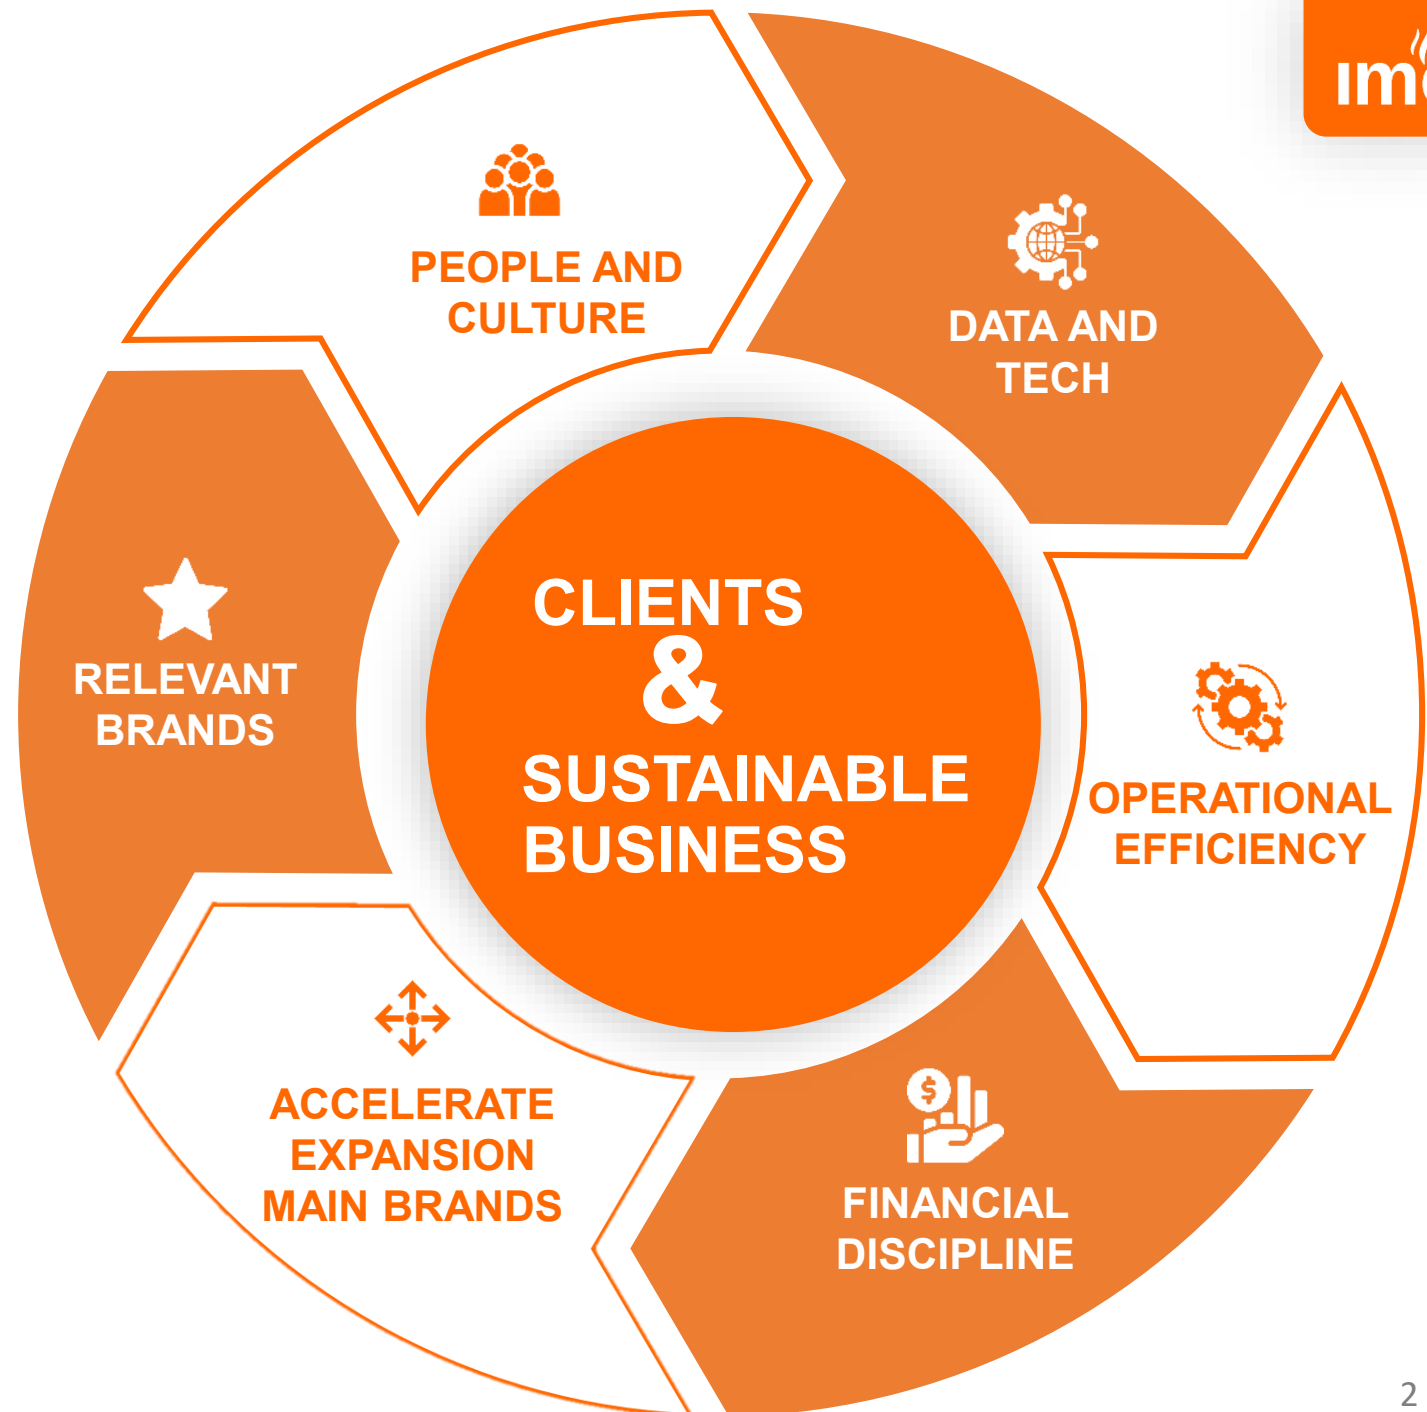 PEOPLE AND
CULTURE
DATA AND
TECH
RELEVANT
BRANDS
CLIENTS
&
SUSTAINABLE
BUSINESS
OPERATIONAL
EFFICIENCY
ACCELERATE
EXPANSION
MAIN BRANDS
$
FINANCIAL
DISCIPLINE
2